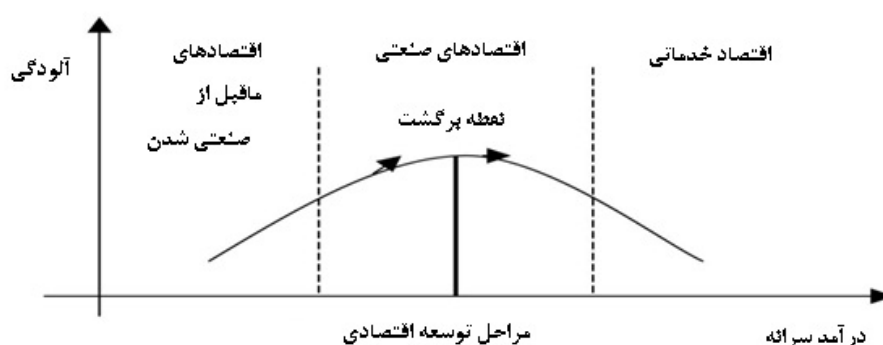 اقتصاد خدماتی
اقتصادهای صنعتی
اقتصادهای
ماقبل از
صنعتی شدن
آلودگی
نقطه برگشت
مراحل توسعه اقتصادی
درآمد سرانه